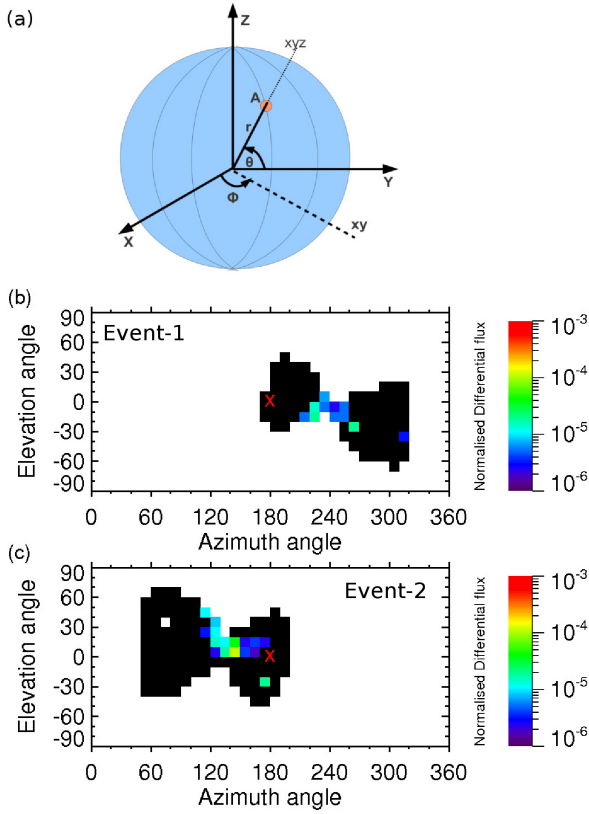 (a)
Z
xyz
A
r
θ
Y
Φ
X
xy
(b)
Event-1
Elevation angle
90
60
30
0
-30
-60
-90
0 60 120 180 240 300 360
Azimuth angle
X
Normalised Differential flux
10-3
10-4
10-5
10-6
(c)
Event-2
Elevation angle
90
60
30
0
-30
-60
-90
0 60 120 180 240 300 360
Azimuth angle
X
Normalised Differential flux
10-3
10-4
10-5
10-6